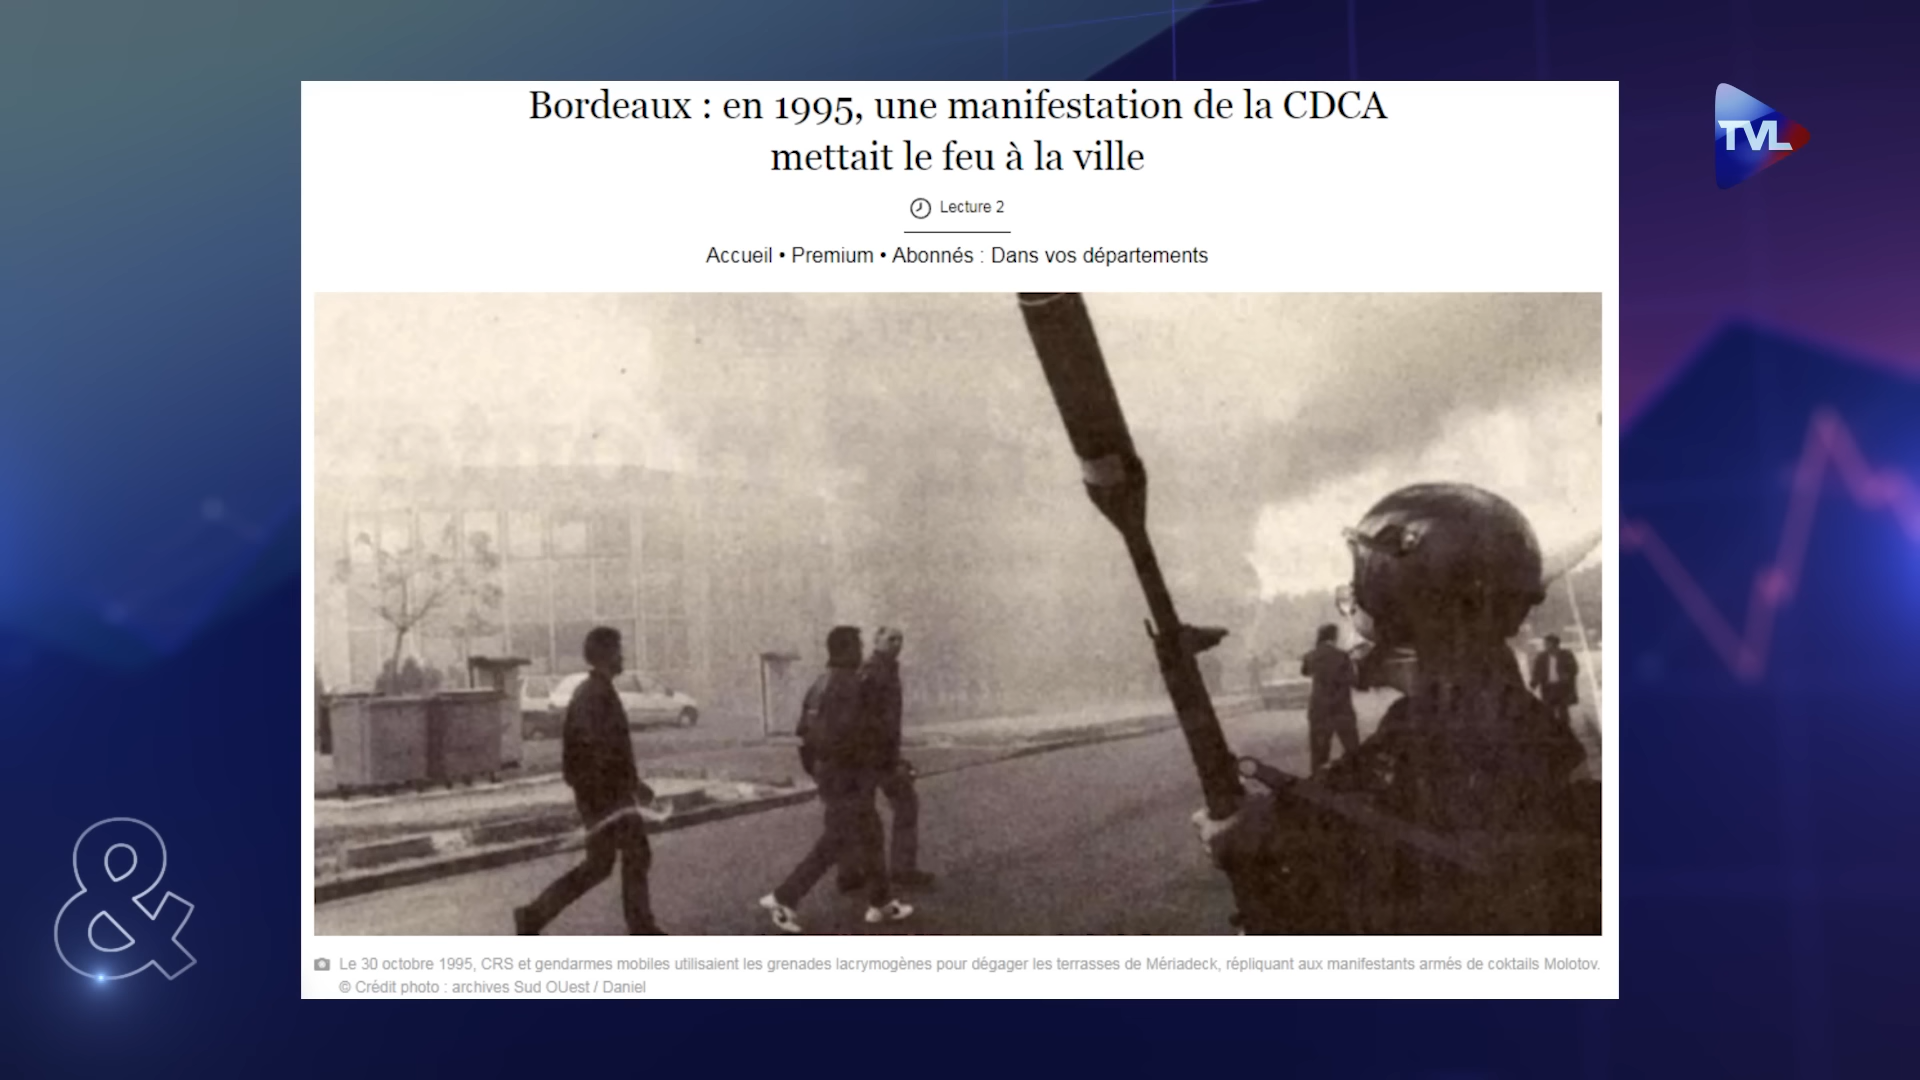 Bordeaux : en 1995, une manifestation de la CDCA
mettait le feu à la ville
Lecture 2
Accueil • Premium • Abonnés : Dans vos départements
Le 30 octobre 1995, CRS et gendarmes mobiles utilisaient les grenades lacrymogènes pour dégager les terrasses de Mériadeck, répliquant aux manifestants armés de coktails Molotov.
© Crédit photo : archives Sud OUest / Daniel
TVL
&